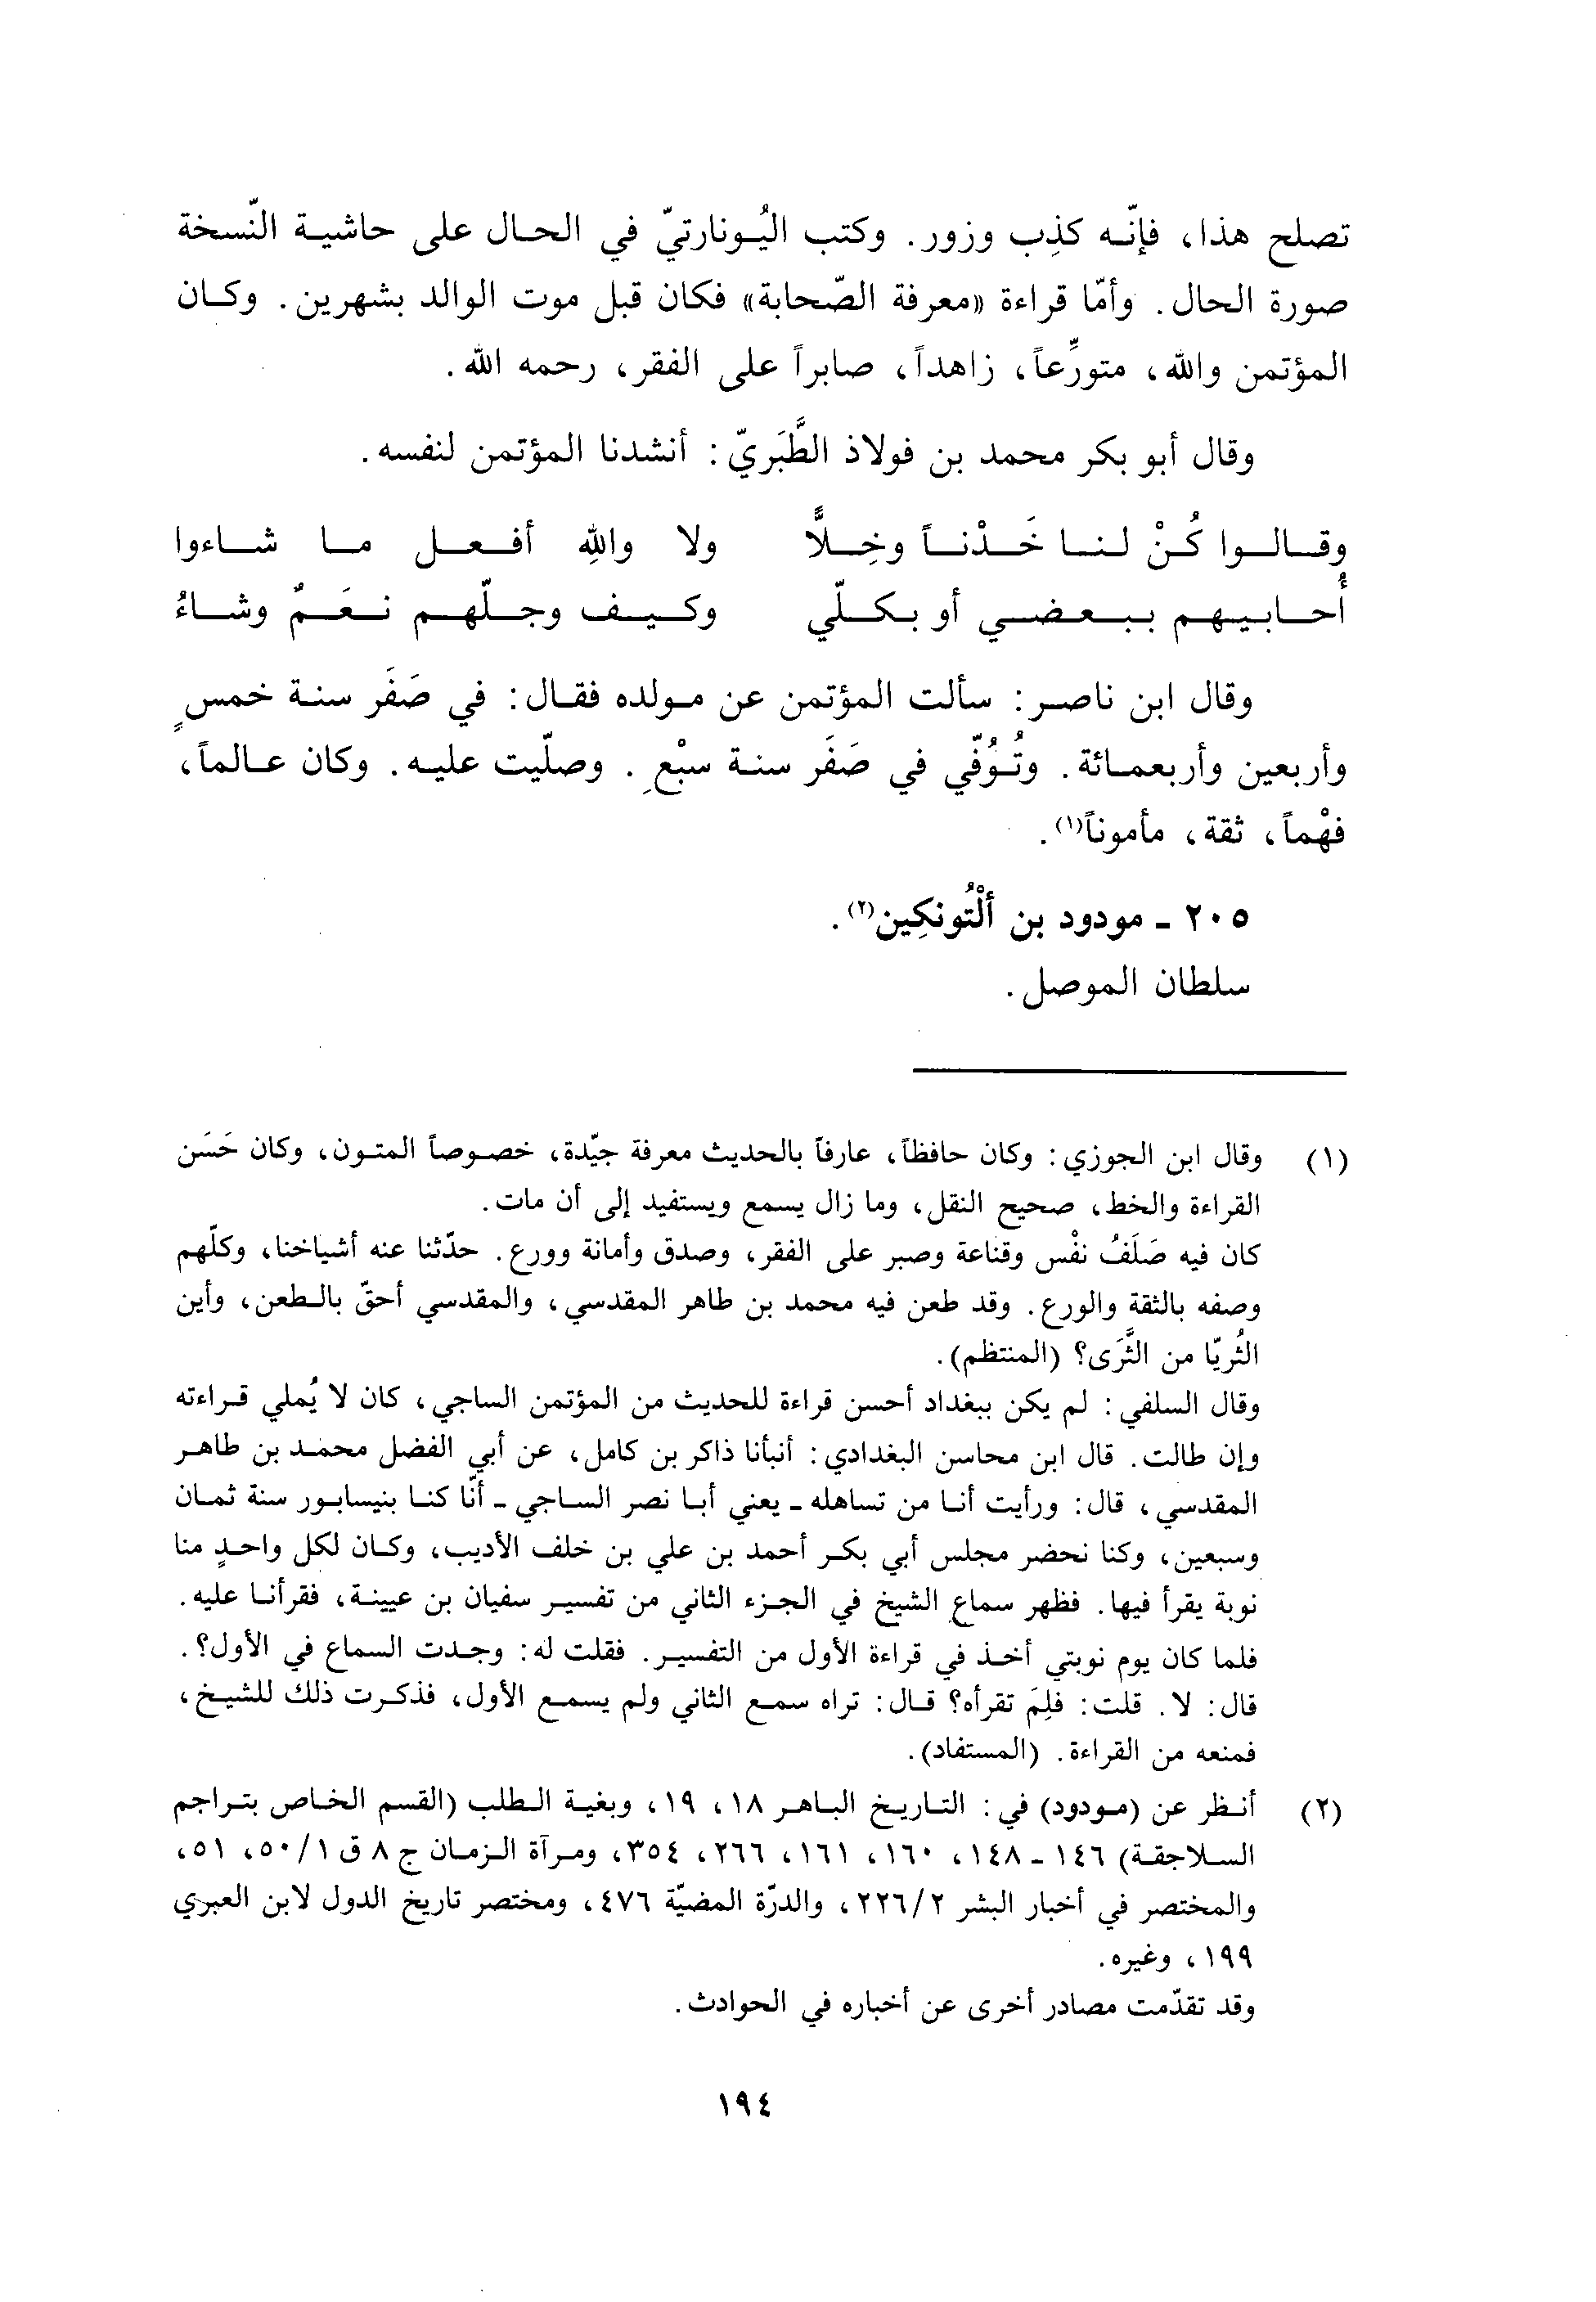 تصلح هذا، فإنّه كذِب وزور. وكتب اليُونارتيّ في الحال على حاشية النّسخة
صورة الحال. وأمّا قراءة «معرفة الصّحابة» فكان قبل موت الوالد بشهرين. وكان
المؤتمن والله، متورِّعاً، زاهداً، صابراً على الفقر، رحمه الله.
وقال أبو بكر محمد بن فولاذ الطَّبَريّ: أنشدنا المؤتمن لنفسه.
وقالوا كُنْ لنا خَدْناً وخِلًّا ولا واللهِ أفعل ما شاءوا
أُحابيهم ببعضي أو بكلّي وكيف وجلّهم نعَمٌ وشاءُ
وقال ابن ناصر: سألت المؤتمن عن مولده فقال: في صَفَر سنة خمسٍ
وأربعين وأربعمائة. وتُوُفّي في صَفَر سنة سبْعٍ. وصلّيت عليه. وكان عالماً،
فهْماً، ثقة، مأموناً(١).
٢٠٥ - مودود بن ألْتُونكِين(٢).
سلطان الموصل.
(١) وقال ابن الجوزي: وكان حافظاً، عارفاً بالحديث معرفة جيّدة، خصوصاً المتون، وكان حَسَن
القراءة والخط، صحيح النقل، وما زال يسمع ويستفيد إلى أن مات.
كان فيه صَلَفُ نفْس وقناعة وصبر على الفقر، وصدق وأمانة وورع. حدّثنا عنه أشياخنا، وكلّهم
وصفه بالثقة والورع. وقد طعن فيه محمد بن طاهر المقدسي، والمقدسي أحقّ بالطعن، وأين
الثُريّا من الثَّرَى؟ (المنتظم).
وقال السلفي: لم يكن ببغداد أحسن قراءة للحديث من المؤتمن الساجي، كان لا يُملي قراءته
وإن طالت. قال ابن محاسن البغدادي: أنبأنا ذاكر بن كامل، عن أبي الفضل محمد بن طاهر
المقدسي، قال: ورأيت أنا من تساهله - يعني أبا نصر الساجي - أنّا كنا بنيسابور سنة ثمان
وسبعين، وكنا نحضر مجلس أبي بكر أحمد بن علي بن خلف الأديب، وكان لكل واحدٍ منا
نوبة يقرأ فيها. فظهر سماع الشيخ في الجزء الثاني من تفسير سفيان بن عيينة، فقرأنا عليه.
فلما كان يوم نوبتي أخذ في قراءة الأول من التفسير. فقلت له: وجدت السماع في الأول؟.
قال: لا. قلت: فلِمَ تقرأه؟ قال: تراه سمع الثاني ولم يسمع الأول، فذكرت ذلك للشيخ،
فمنعه من القراءة. (المستفاد).
(٢) أنظر عن (مودود) في: التاريخ الباهر ١٨، ١٩، وبغية الطلب (القسم الخاص بتراجم
السلاجقة) ١٤٦ - ١٤٨، ١٦٠، ١٦١، ٢٦٦، ٣٥٤، ومرآة الزمان ج ٨ ق ١/ ٥٠، ٥١،
والمختصر في أخبار البشر ٢/ ٢٢٦، والدرّة المضيّة ٤٧٦، ومختصر تاريخ الدول لابن العبري
١٩٩، وغيره.
وقد تقدّمت مصادر أخرى عن أخباره في الحوادث.
١٩٤